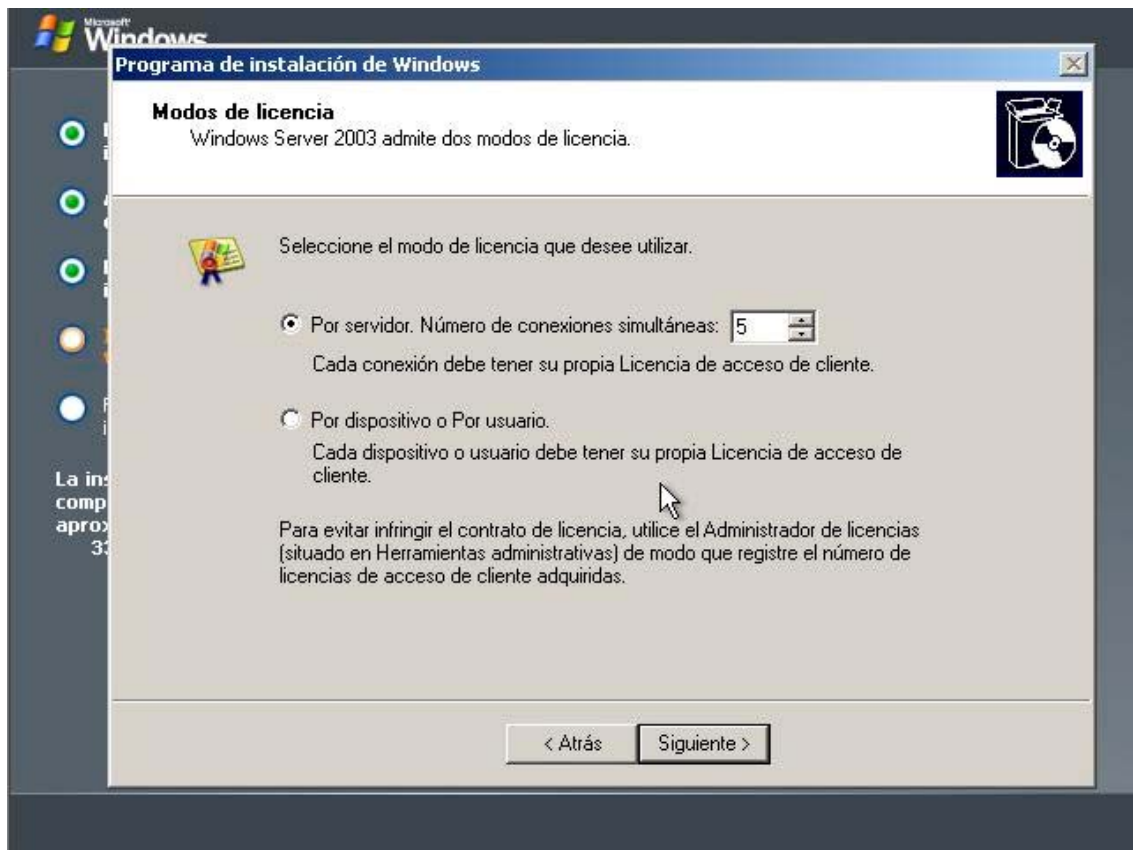 Microsoft
Windows
Programa de instalación de Windows
Modos de licencia
Windows Server 2003 admite dos modos de licencia.
Seleccione el modo de licencia que desee utilizar.
Por servidor. Número de conexiones simultáneas: 5
Cada conexión debe tener su propia Licencia de acceso de cliente.
Por dispositivo o Por usuario.
Cada dispositivo o usuario debe tener su propia Licencia de acceso de
cliente.
Para evitar infringir el contrato de licencia, utilice el Administrador de licencias
(situado en Herramientas administrativas) de modo que registre el número de
licencias de acceso de cliente adquiridas.
< Atrás
Siguiente >
La